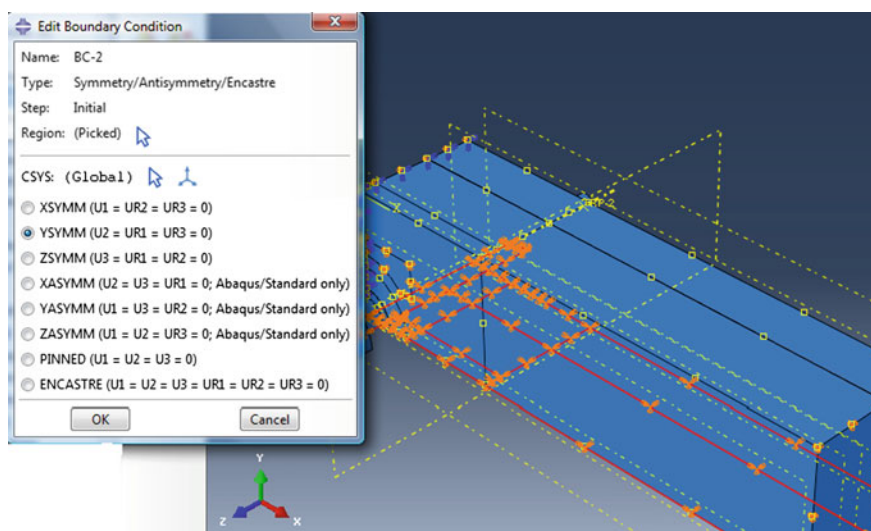 Edit Boundary Condition
Name: BC-2
Type: Symmetry/Antisymmetry/Encastre
Step: Initial
Region: (Picked)
CSYS: (Global)
XSYMM (U1 = UR2 = UR3 = 0)
YSYMM (U2 = UR1 = UR3 = 0)
ZSYMM (U3 = UR1 = UR2 = 0)
XASYMM (U2 = U3 = UR1 = 0; Abaqus/Standard only)
YASYMM (U1 = U3 = UR2 = 0; Abaqus/Standard only)
ZASYMM (U1 = U2 = UR3 = 0; Abaqus/Standard only)
PINNED (U1 = U2 = U3 = 0)
ENCASTRE (U1 = U2 = U3 = UR1 = UR2 = UR3 = 0)
OK Cancel
X
Y
Z X